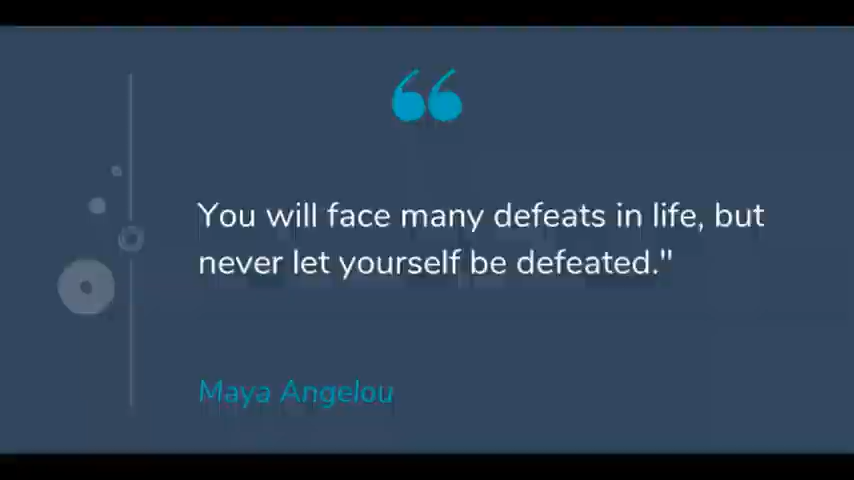 “
You will face many defeats in life, but
never let yourself be defeated."
Maya Angelou